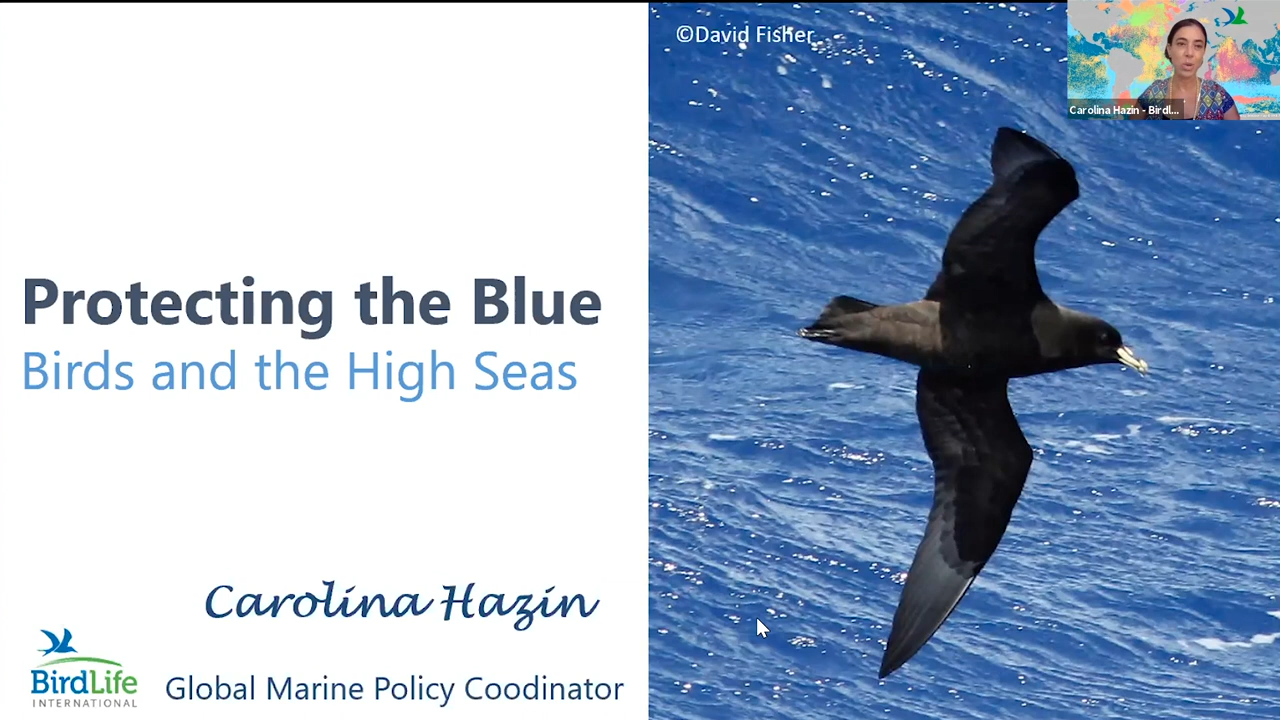 ©David Fisher
Carolina Hazin - Birdl...
Protecting the Blue
Birds and the High Seas
Carolina Hazin
BirdLife
INTERNATIONAL
Global Marine Policy Coodinator